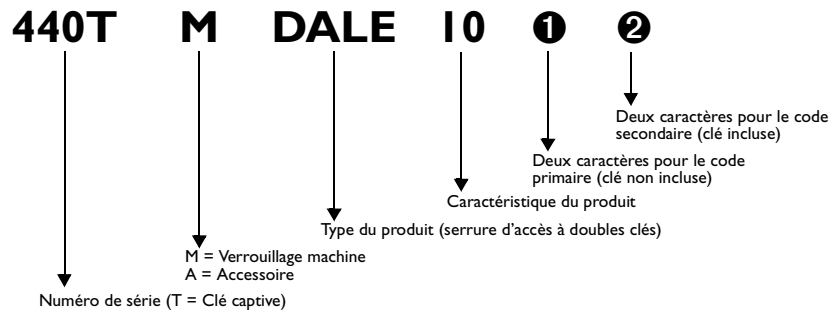 440T M DALE 10 ❶ ❷
Deux caractères pour le code
secondaire (clé incluse)
Deux caractères pour le code
primaire (clé non incluse)
Caractéristique du produit
Type du produit (serrure d'accès à doubles clés)
M = Verrouillage machine
A = Accessoire
Numéro de série (T = Clé captive)